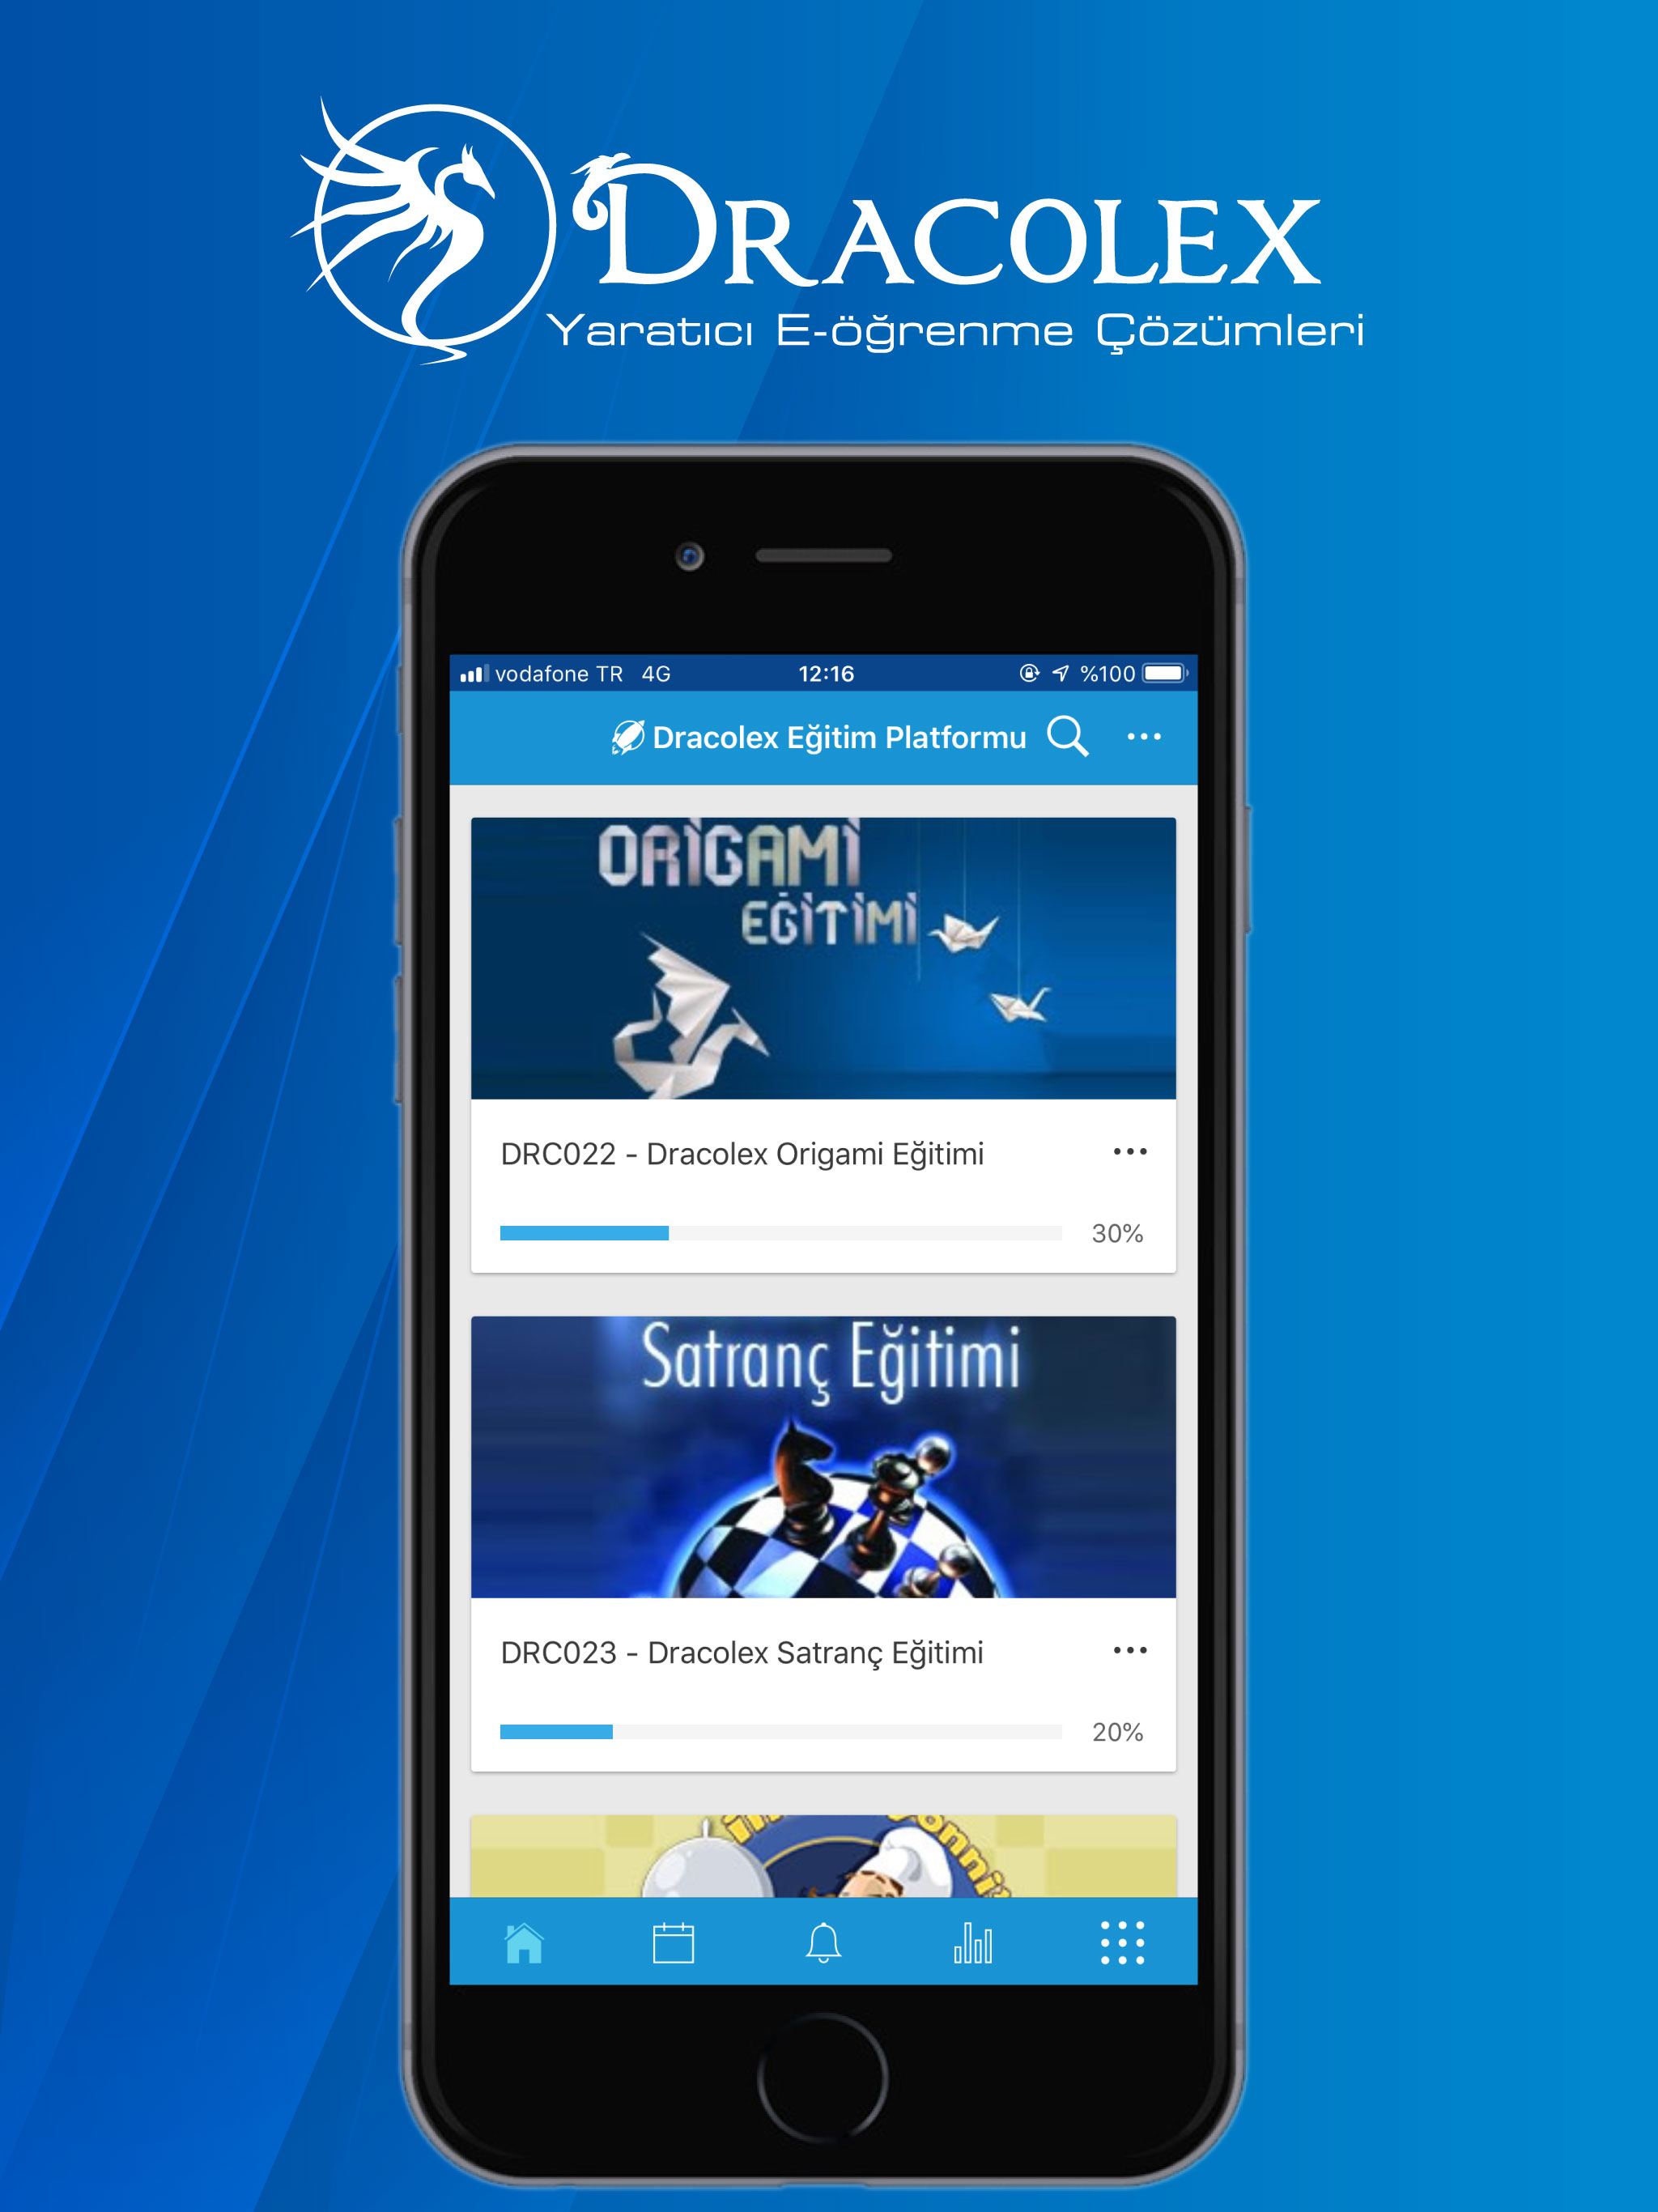 DRACOLEX
Yaratıcı E-öğrenme Çözümleri
vodafone TR 4G 12:16 %100
Dracolex Eğitim Platformu
ORİGAMİ
EĞİTİMİ
DRC022 - Dracolex Origami Eğitimi
30%
Satranç Eğitimi
DRC023 - Dracolex Satranç Eğitimi
20%